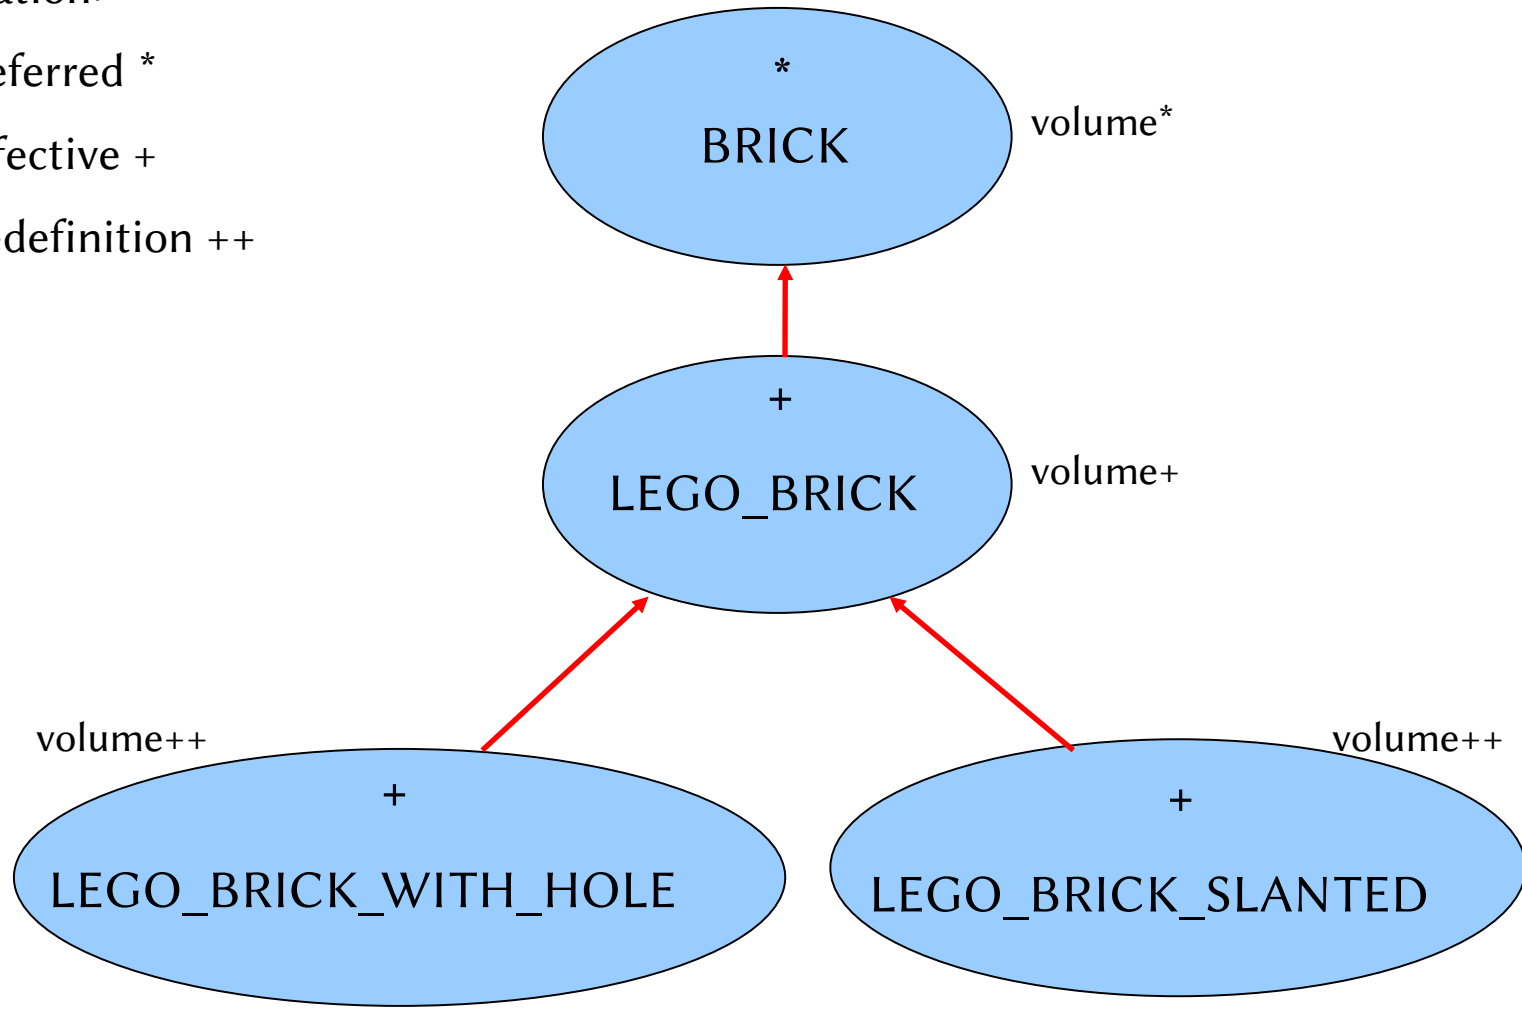 eferred *
fective +
definition ++
*
BRICK
volume*
+
LEGO_BRICK
volume+
volume++
+
LEGO_BRICK_WITH_HOLE
volume++
+
LEGO_BRICK_SLANTED